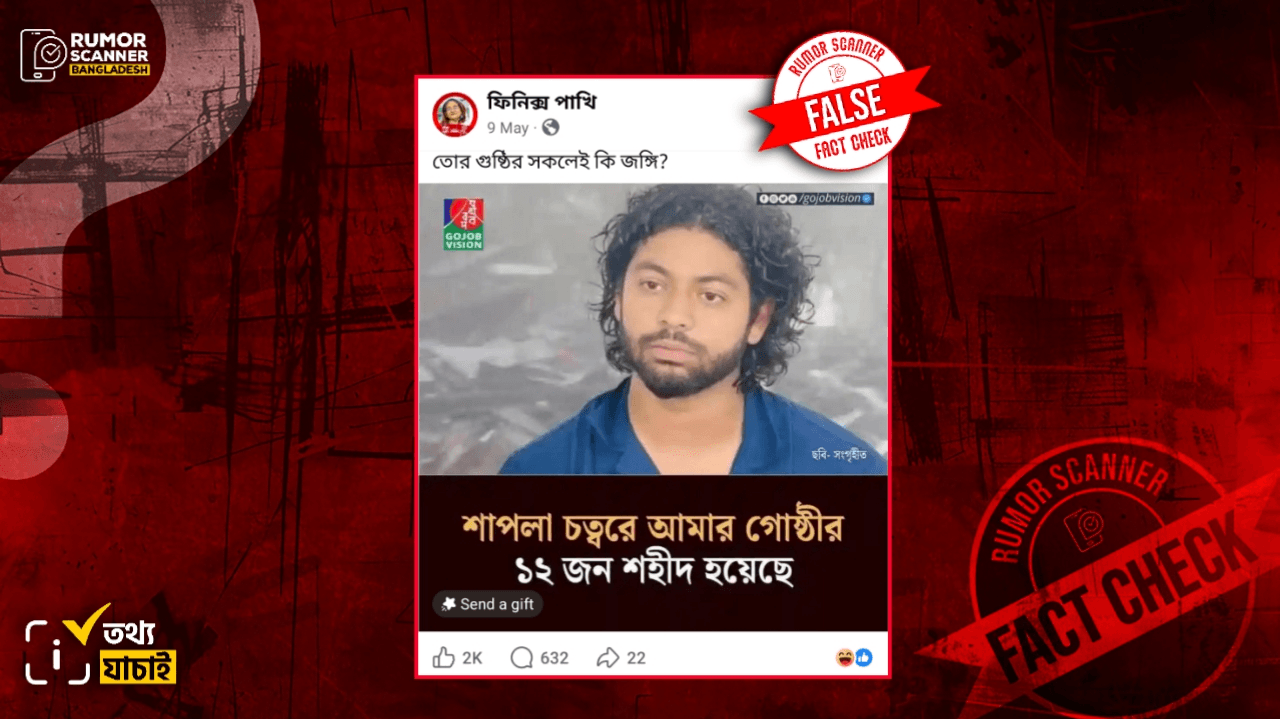 RUMOR
SCANNER
BANGLADESH
ফিনিক্স পাখি
9 May
তোর গুষ্ঠির সকলেই কি জঙ্গি?
GOJOB
VISION
/gojobvision
ছবি- সংগৃহীত
শাপলা চত্বরে আমার গোষ্ঠীর
১২ জন শহীদ হয়েছে
Send a gift
2K 632 22
RUMOR SCANNER
FALSE
FACT CHECK
RUMOR SCANNER
FACT CHECK
তথ্য
যাচাই